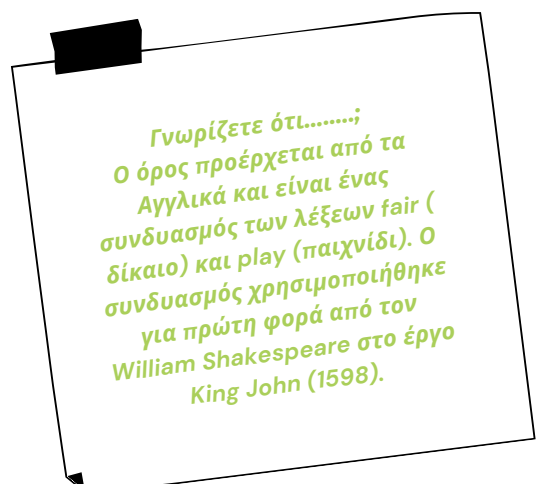 Γνωρίζετε ότι........;
Ο όρος προέρχεται από τα
Αγγλικά και είναι ένας
συνδυασμός των λέξεων fair (
δίκαιο) και play (παιχνίδι). Ο
συνδυασμός χρησιμοποιήθηκε
για πρώτη φορά από τον
William Shakespeare στο έργο
King John (1598).